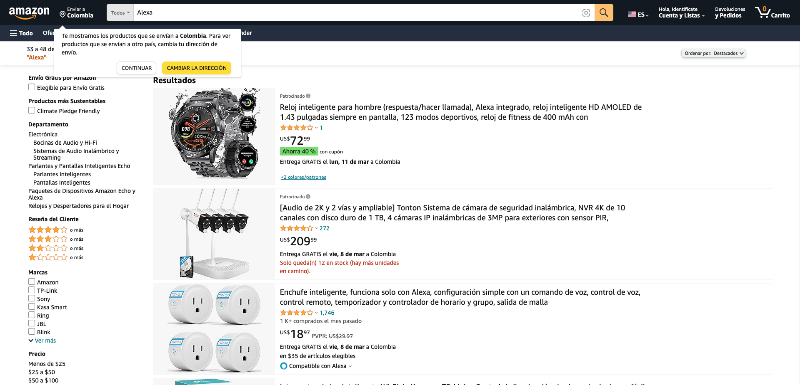 amazon
Enviar a
Colombia
Todos
Alexa
ES
Hola, Identifícate
Cuenta y Listas
Devoluciones
y Pedidos
0
Carrito
Todo
Te mostramos los productos que se envían a Colombia. Para ver
productos que se envían a otro país, cambia tu dirección de
envío.
CONTINUAR
CAMBIAR LA DIRECCIÓN
33 a 48 de
"Alexa"
Ordenar por: Destacados
Envío Gratis por Amazon
Elegible para Envío Gratis
Productos más Sustentables
Climate Pledge Friendly
Departamento
Electrónica
Bocinas de Audio y Hi-Fi
Sistemas de Audio Inalámbrico y
Streaming
Parlantes y Pantallas Inteligentes Echo
Parlantes Inteligentes
Pantallas Inteligentes
Paquetes de Dispositivos Amazon Echo y
Alexa
Relojes y Despertadores para el Hogar
Reseña del Cliente
o más
o más
o más
o más
Marcas
Amazon
TP-Link
Sony
Kasa Smart
Ring
JBL
Blink
Ver más
Precio
Menos de $25
$25 a $50
$50 a $100
Resultados
Patrocinado
Reloj inteligente para hombre (respuesta/hacer llamada), Alexa integrado, reloj inteligente HD AMOLED de
1.43 pulgadas siempre en pantalla, 123 modos deportivos, reloj de fitness de 400 mAh con
1
US$72.99
Ahorra 40 % con cupón
Entrega GRATIS el lun, 11 de mar a Colombia
+2 colores/patrones
Patrocinado
[Audio de 2K y 2 vías y ampliable] Tonton Sistema de cámara de seguridad inalámbrica, NVR 4K de 10
canales con disco duro de 1 TB, 4 cámaras IP inalámbricas de 3MP para exteriores con sensor PIR,
272
US$209.99
Entrega GRATIS el vie, 8 de mar a Colombia
Solo queda(n) 12 en stock (hay más unidades
en camino).
Enchufe inteligente, funciona solo con Alexa, configuración simple con un comando de voz, control de voz,
control remoto, temporizador y controlador de horario y grupo, salida de malla
1,746
1 K+ comprados el mes pasado
US$18.97 PVPR: US$29.97
Entrega GRATIS el vie, 8 de mar a Colombia
en $35 de artículos elegibles
Compatible con Alexa